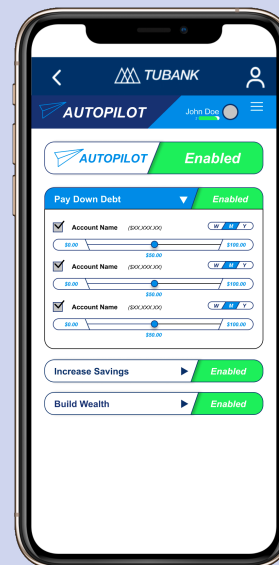 TUBANK
AUTOPILOT John Doe
AUTOPILOT Enabled
Pay Down Debt Enabled
Account Name ($XX,XXX.XX) W M Y
$0.00 $100.00
$50.00
Account Name ($XX,XXX.XX) W M Y
$0.00 $100.00
$50.00
Account Name ($XX,XXX.XX) W M Y
$0.00 $100.00
$50.00
Increase Savings Enabled
Build Wealth Enabled